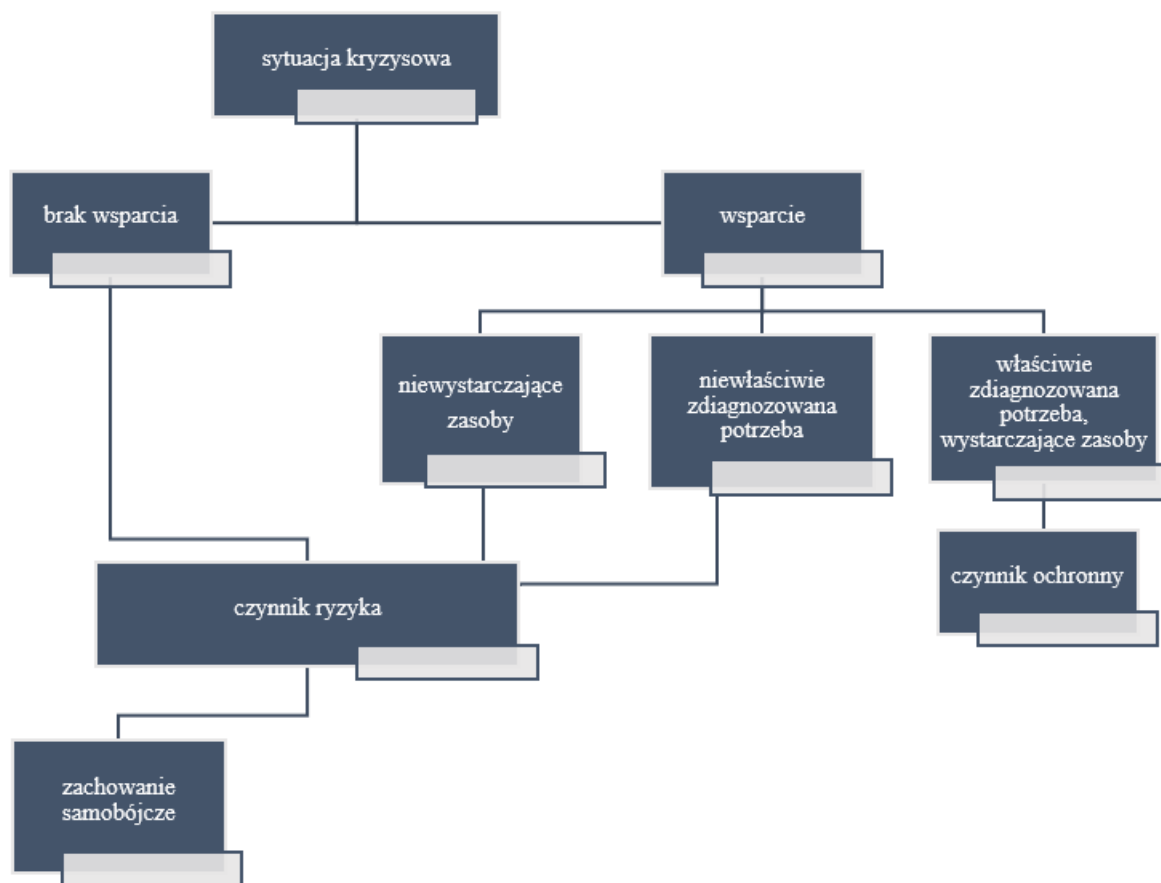 sytuacja kryzysowa
brak wsparcia
wsparcie
niewystarczające
zasoby
niewłaściwie
zdiagnozowana
potrzeba
właściwie
zdiagnozowana
potrzeba,
wystarczające zasoby
czynnik ryzyka
czynnik ochronny
zachowanie
samobójcze